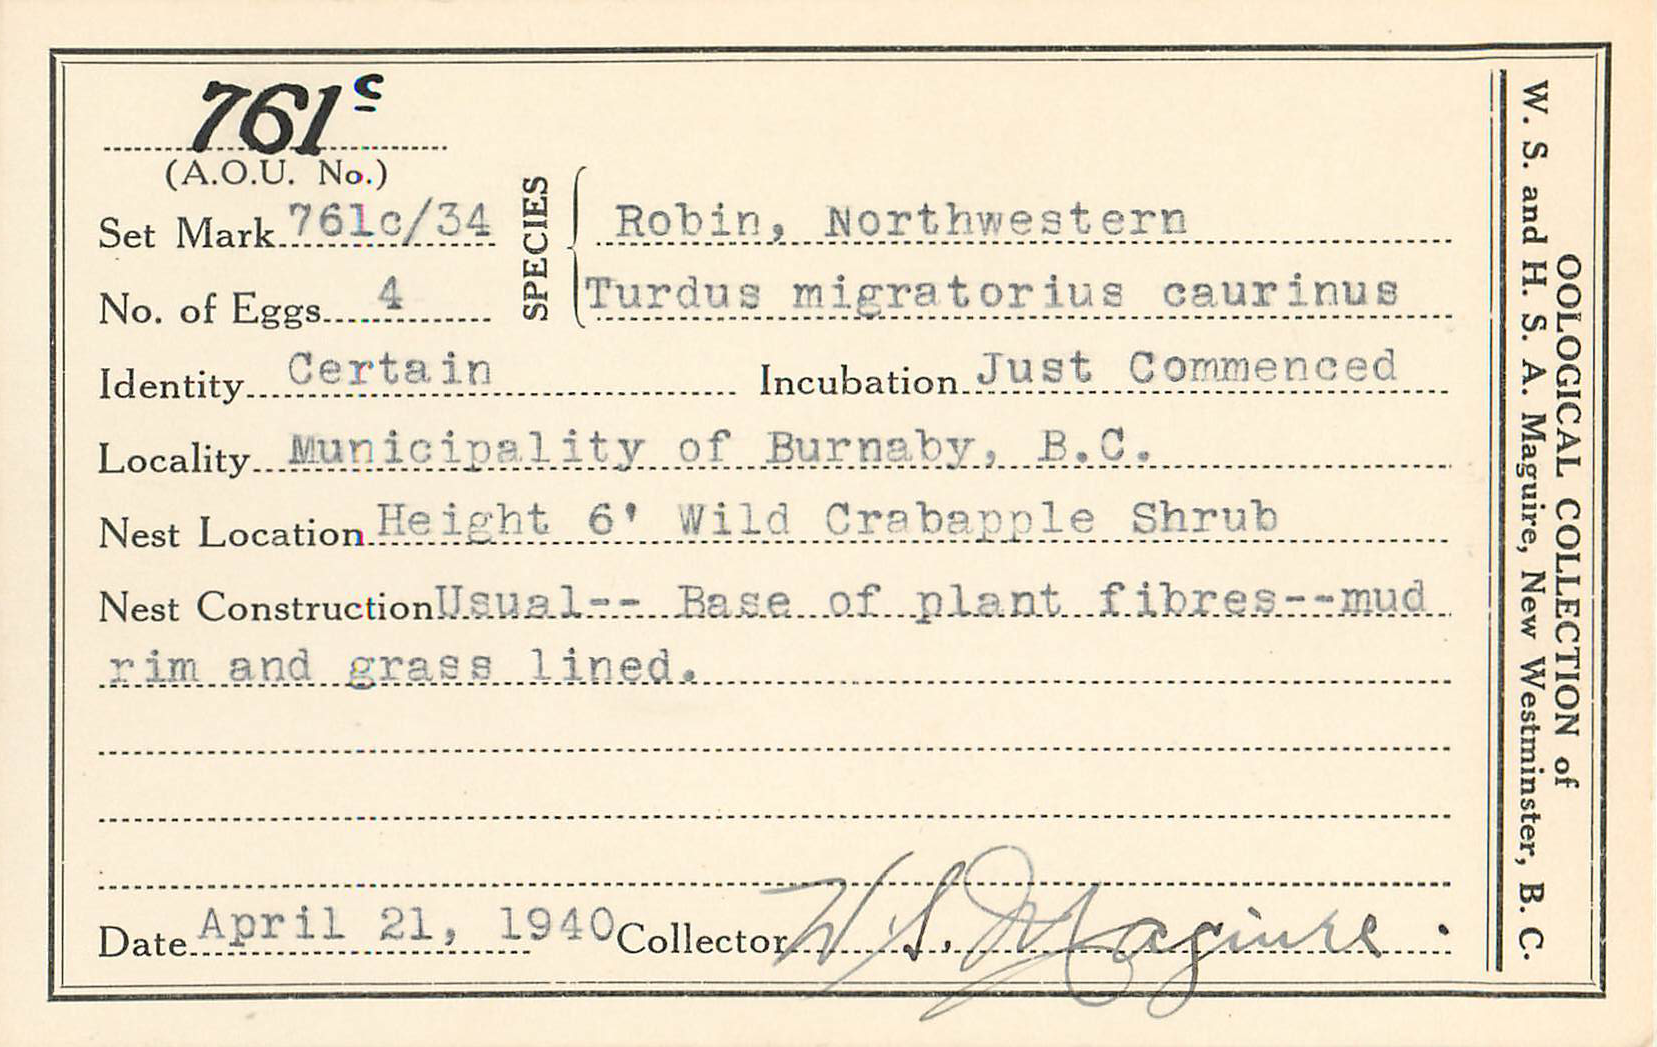 761c
(A.O.U. No.)
Set Mark 761c/34
No. of Eggs 4
SPECIES
Robin, Northwestern
Turdus migratorius caurinus
Identity Certain Incubation Just Commenced
Locality Municipality of Burnaby, B.C.
Nest Location Height 6' Wild Crabapple Shrub
Nest Construction Usual-- Base of plant fibres--mud
rim and grass lined.
Date April 21, 1940 Collector W. S. Maguire.
OOLOGICAL COLLECTION of
W. S. and H. S. A. Maguire, New Westminster, B. C.